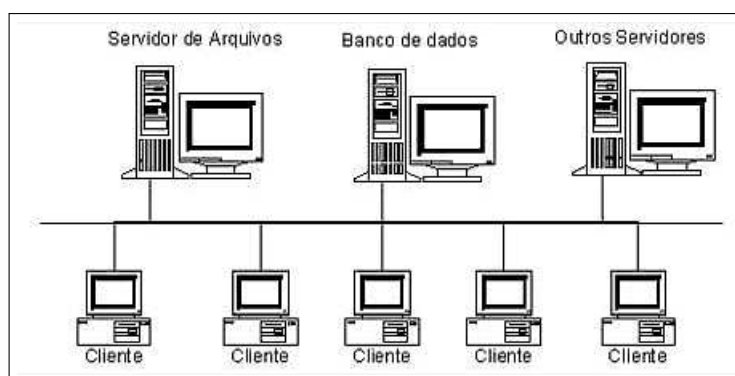 Servidor de Arquivos
Banco de dados
Outros Servidores
Cliente
Cliente
Cliente
Cliente
Cliente